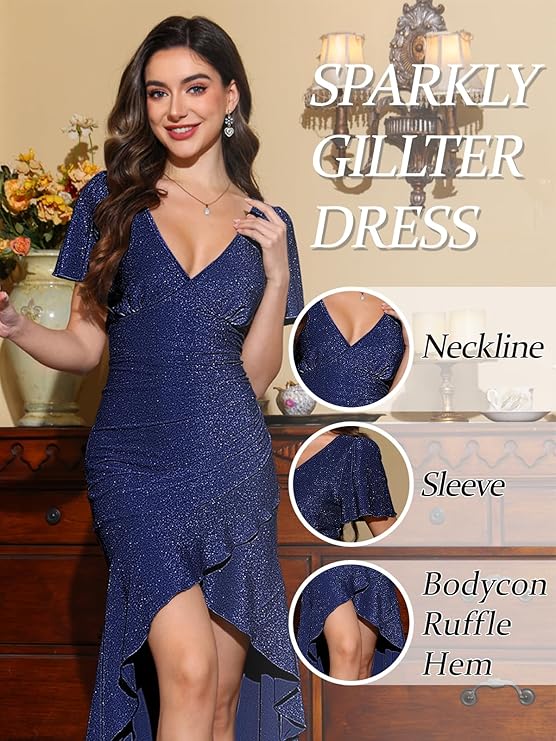 SPARKLY
GILLTER
DRESS
Neckline
Sleeve
Bodycon
Ruffle
Hem